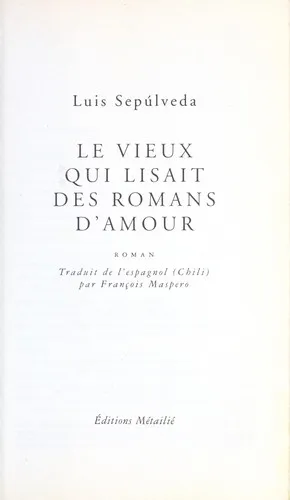 Luis Sepúlveda
LE VIEUX
QUI LISAIT
DES ROMANS
D'AMOUR
ROMAN
Traduit de l'espagnol (Chili)
par François Maspero
Éditions Métailié